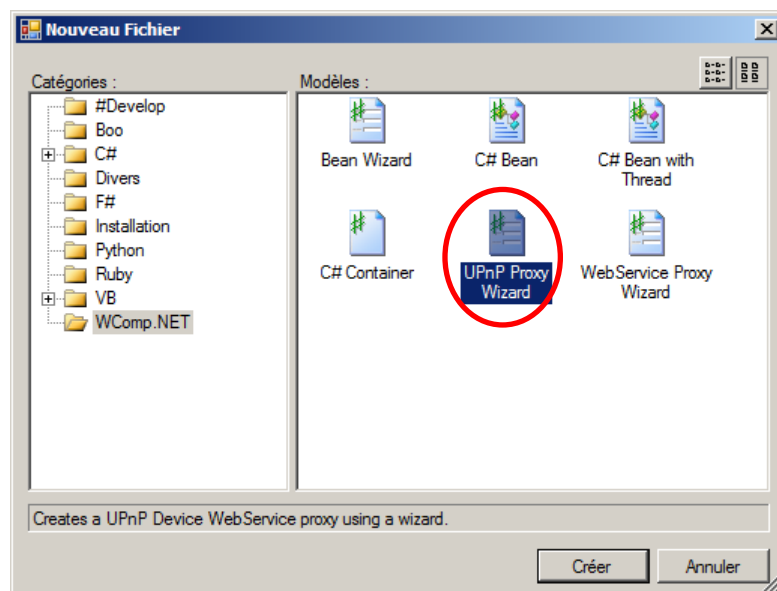 Nouveau Fichier
Catégories :
Modèles :
#Develop
Boo
C#
Divers
F#
Installation
Python
Ruby
VB
WComp.NET
Bean Wizard
C# Bean
C# Bean with
Thread
C# Container
UPnP Proxy
Wizard
WebService Proxy
Wizard
Creates a UPnP Device WebService proxy using a wizard.
Créer
Annuler